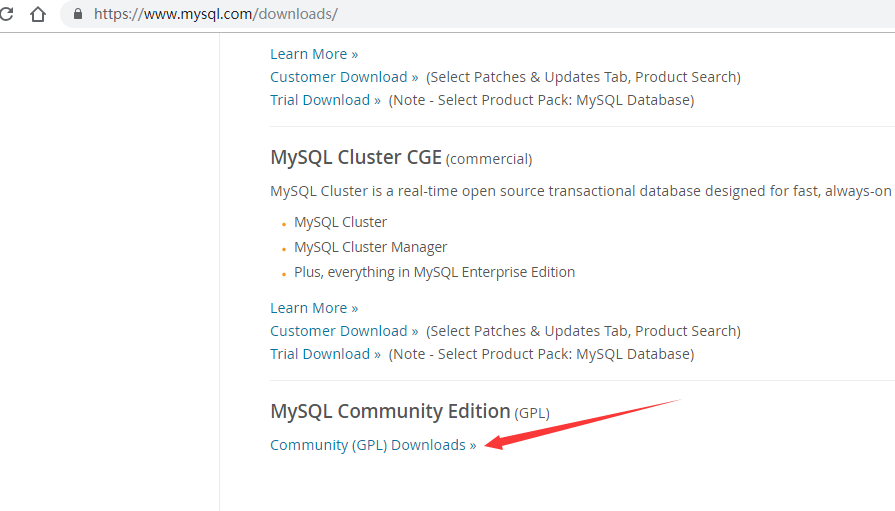 https://www.mysql.com/downloads/
Learn More »
Customer Download » (Select Patches & Updates Tab, Product Search)
Trial Download » (Note - Select Product Pack: MySQL Database)
MySQL Cluster CGE (commercial)
MySQL Cluster is a real-time open source transactional database designed for fast, always-on
MySQL Cluster
MySQL Cluster Manager
Plus, everything in MySQL Enterprise Edition
Learn More »
Customer Download » (Select Patches & Updates Tab, Product Search)
Trial Download » (Note - Select Product Pack: MySQL Database)
MySQL Community Edition (GPL)
Community (GPL) Downloads »